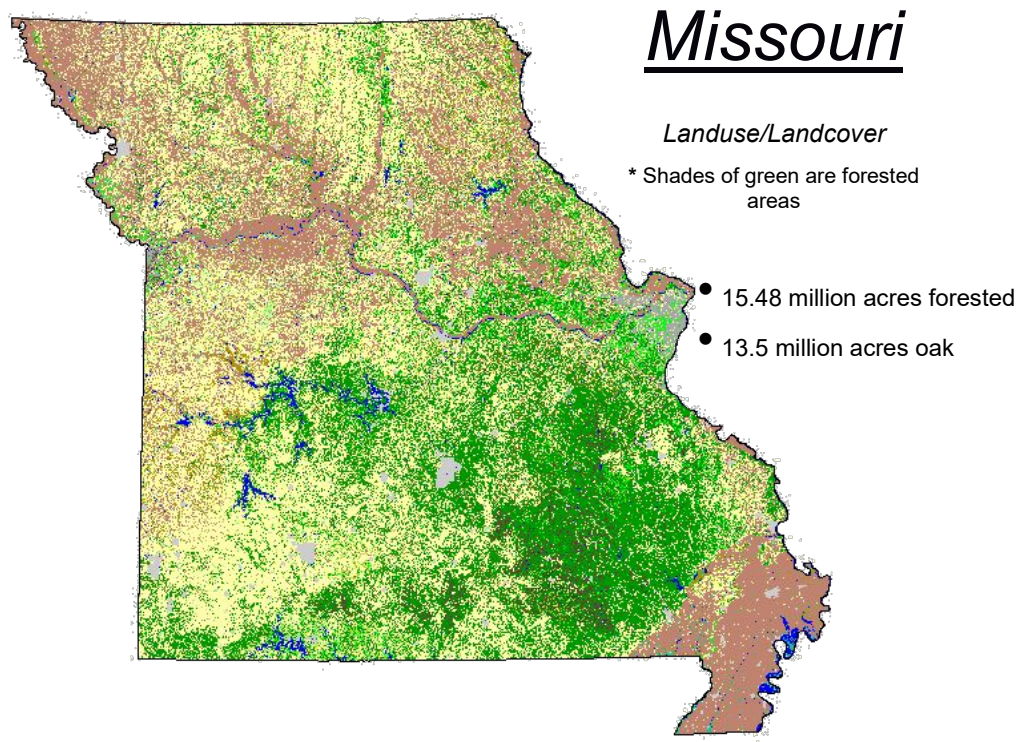 Missouri
Landuse/Landcover
* Shades of green are forested
areas
• 15.48 million acres forested
• 13.5 million acres oak